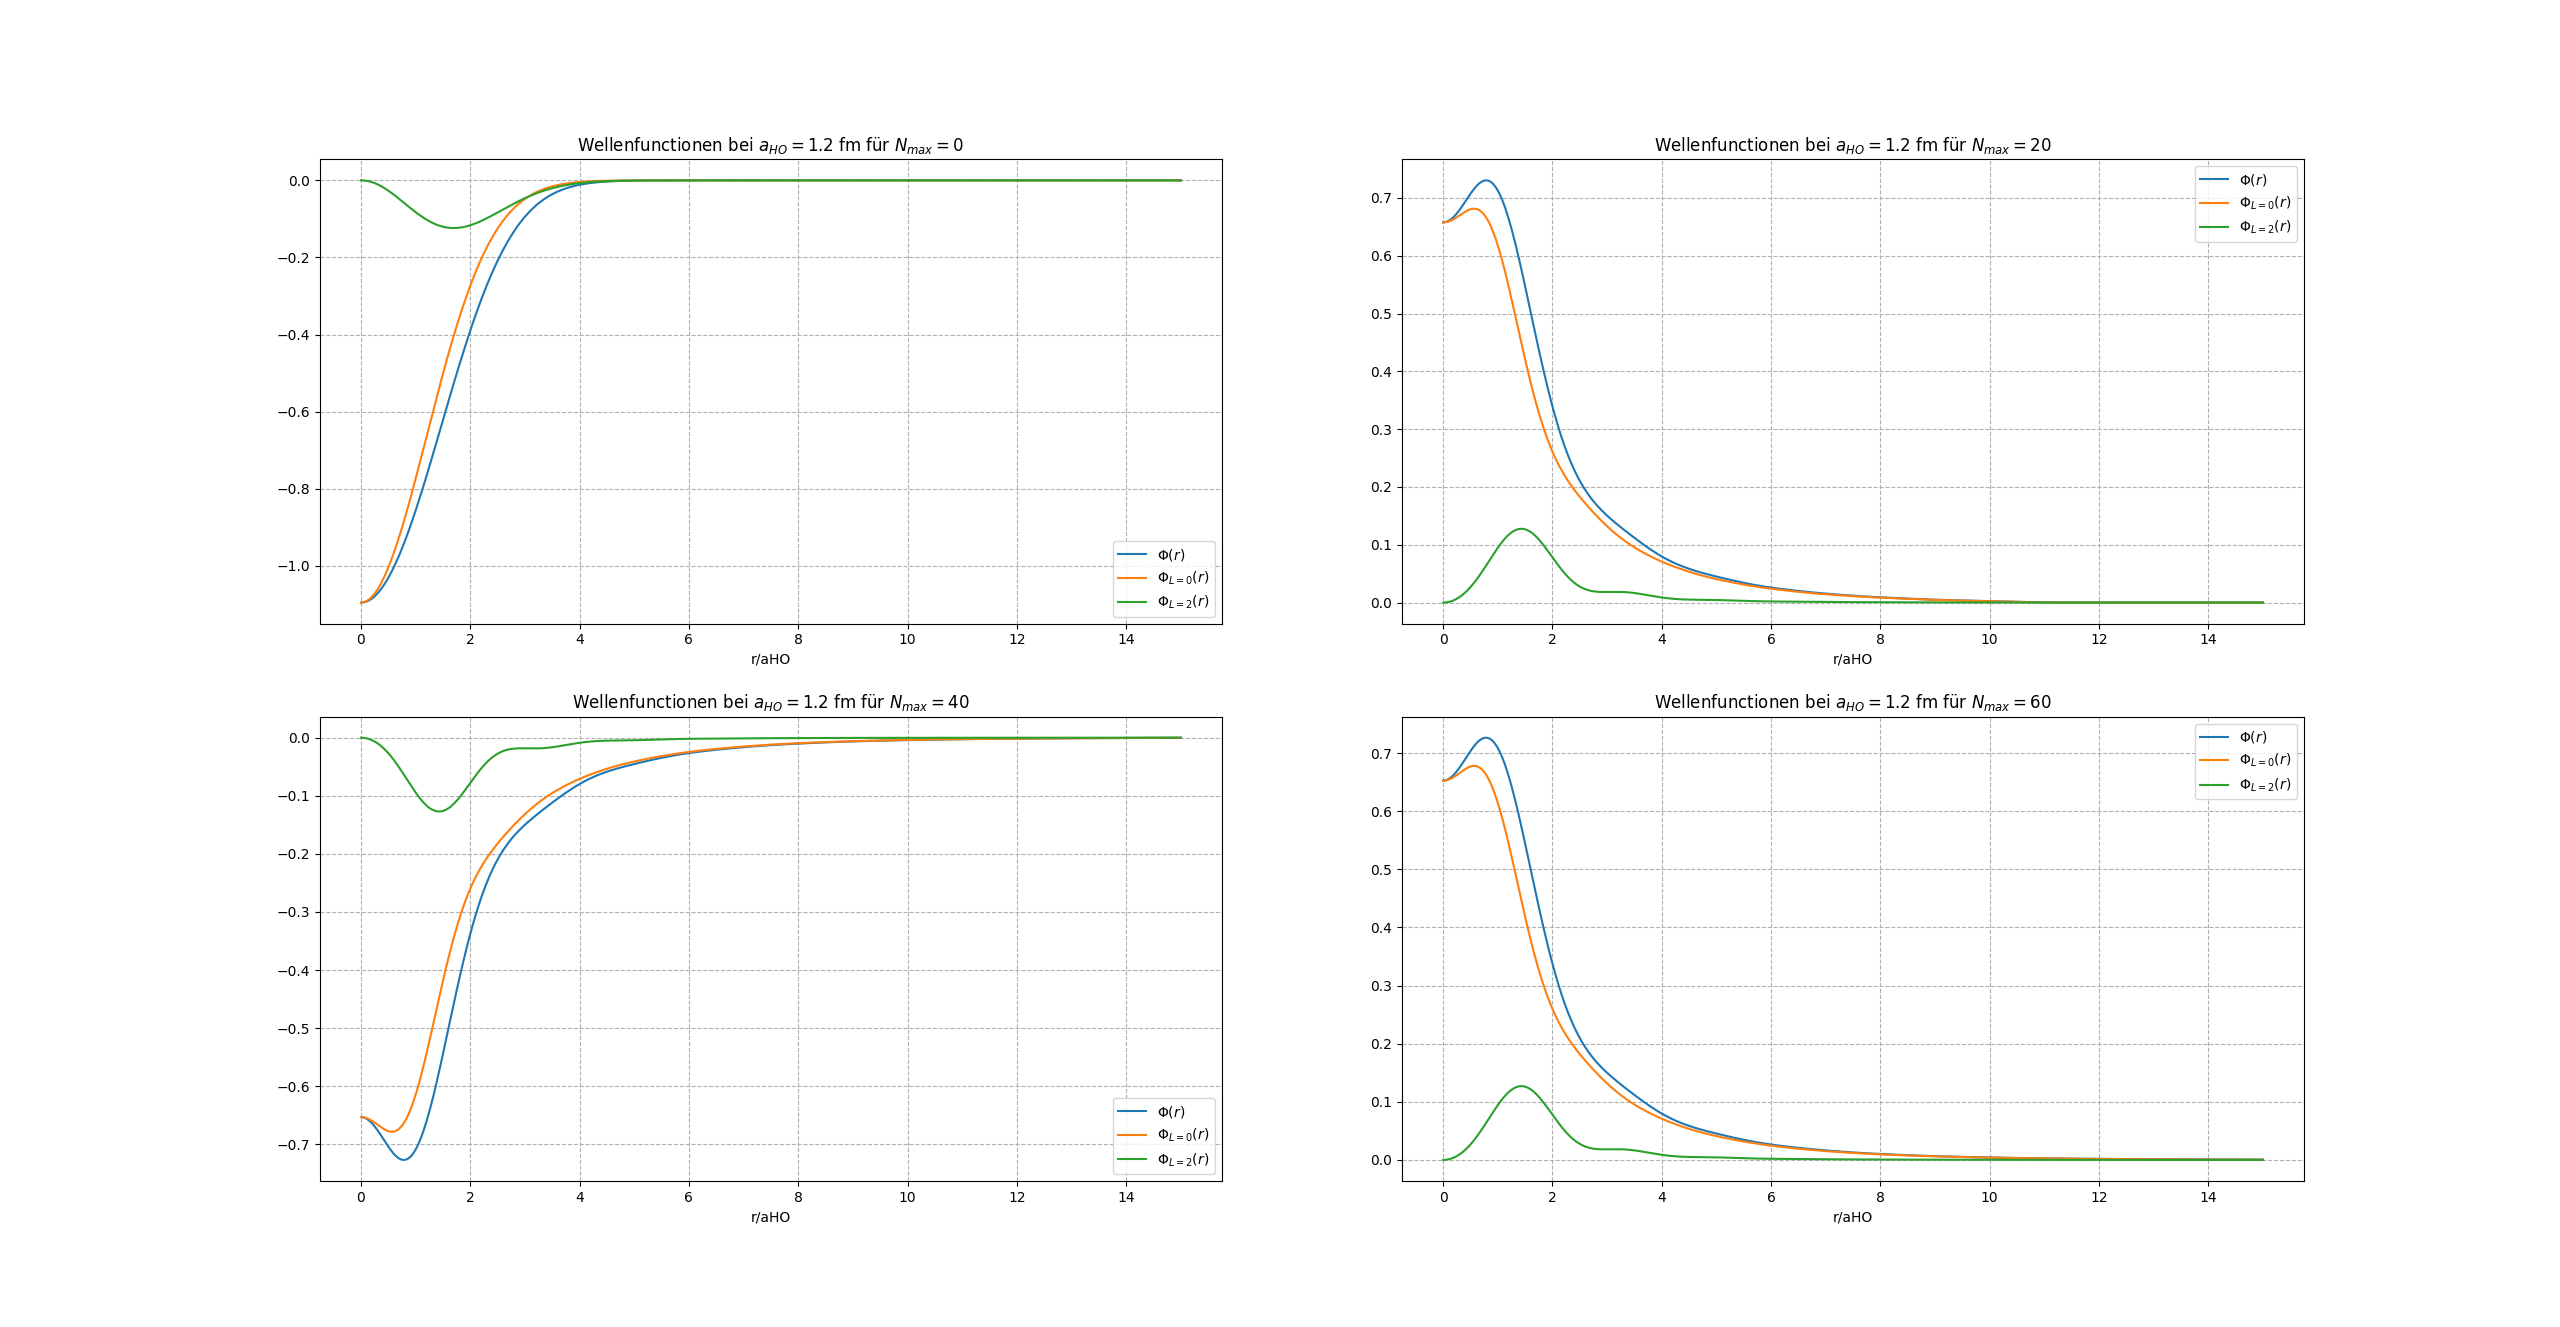 Wellenfunctionen bei a_HO = 1.2 fm für N_max = 0
0.0
−0.2
−0.4
−0.6
−0.8
−1.0
Φ(r)
Φ_L=0(r)
Φ_L=2(r)
0 2 4 6 8 10 12 14
r/aHO
Wellenfunctionen bei a_HO = 1.2 fm für N_max = 20
0.7
0.6
0.5
0.4
0.3
0.2
0.1
0.0
Φ(r)
Φ_L=0(r)
Φ_L=2(r)
0 2 4 6 8 10 12 14
r/aHO
Wellenfunctionen bei a_HO = 1.2 fm für N_max = 40
0.0
−0.1
−0.2
−0.3
−0.4
−0.5
−0.6
−0.7
Φ(r)
Φ_L=0(r)
Φ_L=2(r)
0 2 4 6 8 10 12 14
r/aHO
Wellenfunctionen bei a_HO = 1.2 fm für N_max = 60
0.7
0.6
0.5
0.4
0.3
0.2
0.1
0.0
Φ(r)
Φ_L=0(r)
Φ_L=2(r)
0 2 4 6 8 10 12 14
r/aHO